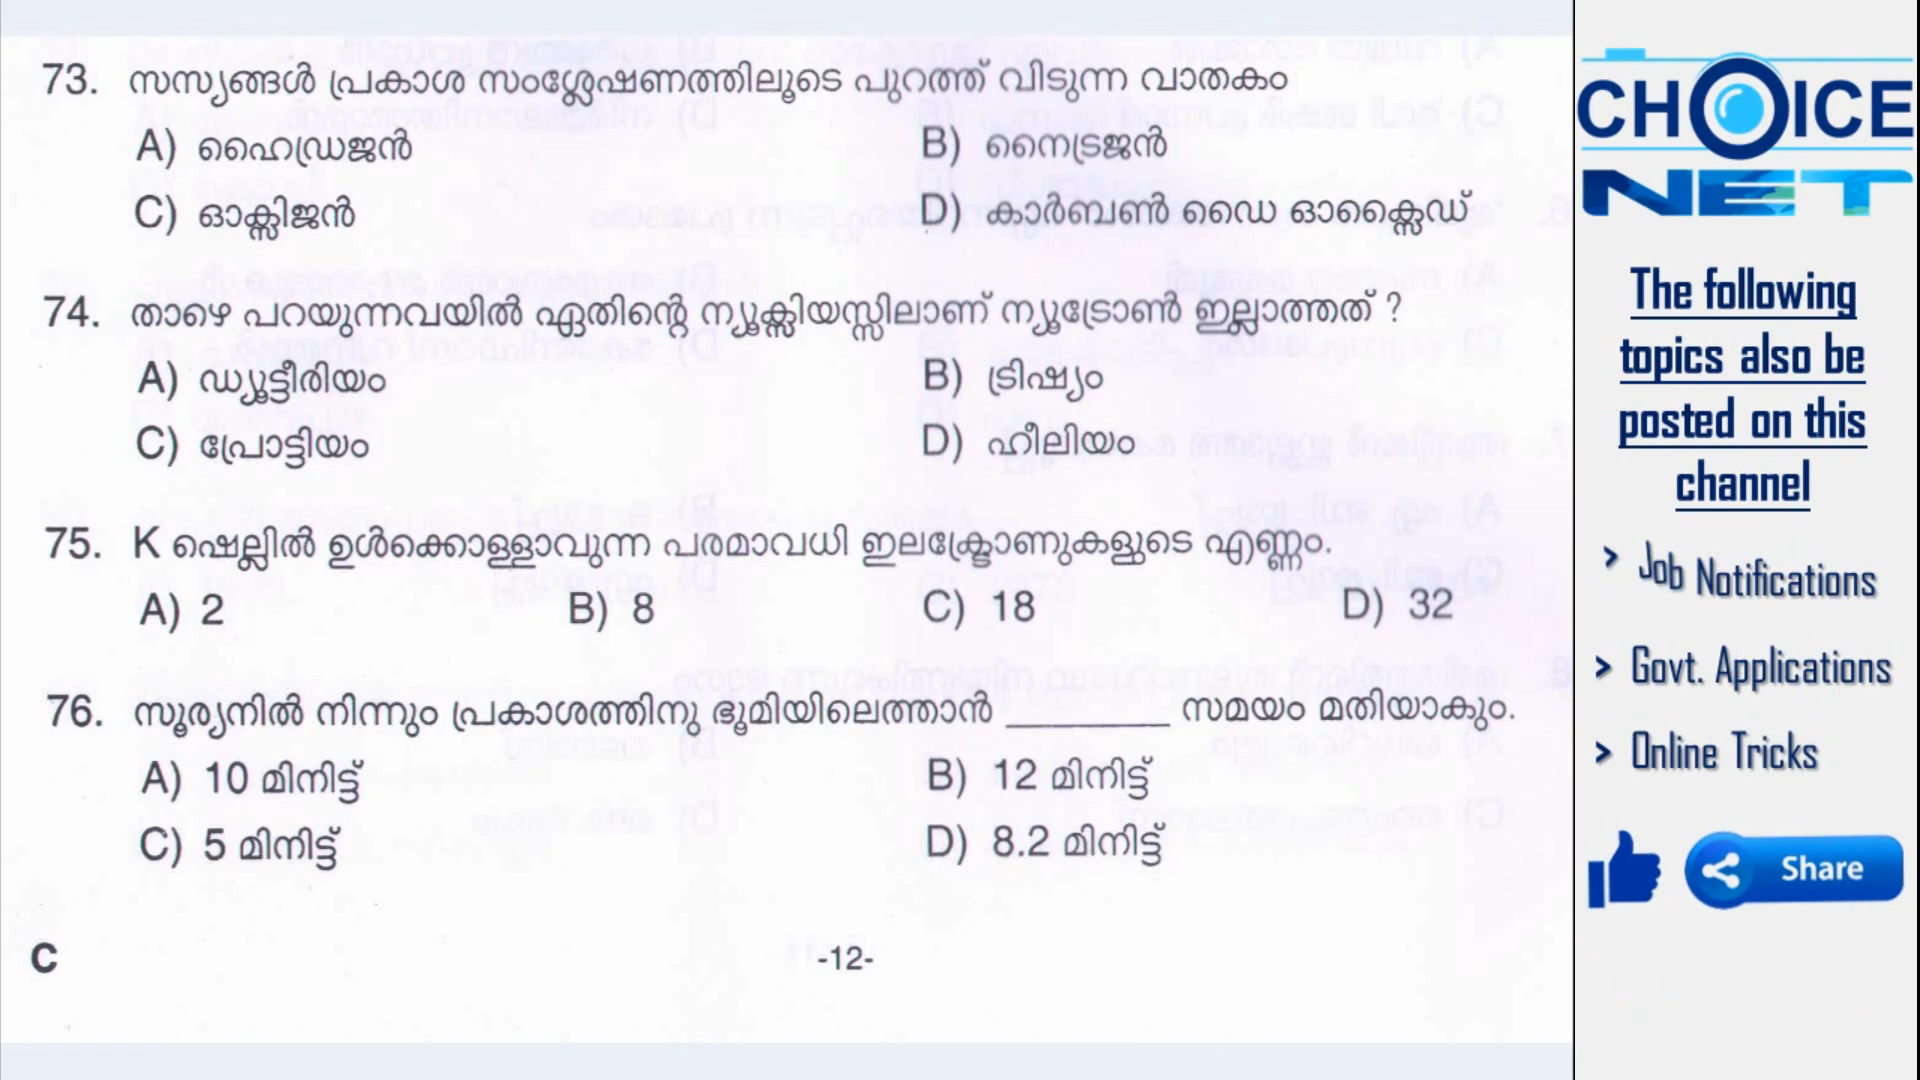 73. സസ്യങ്ങൾ പ്രകാശ സംശ്ലേഷണത്തിലൂടെ പുറത്ത് വിടുന്ന വാതകം
A) ഹൈഡ്രജൻ B) നൈട്രജൻ
C) ഓക്സിജൻ D) കാർബൺ ഡൈ ഓക്സൈഡ്
74. താഴെ പറയുന്നവയിൽ ഏതിന്റെ ന്യൂക്ലിയസ്സിലാണ് ന്യൂട്രോൺ ഇല്ലാത്തത് ?
A) ഡ്യൂട്ടീരിയം B) ട്രിഷ്യം
C) പ്രോട്ടിയം D) ഹീലിയം
75. K ഷെല്ലിൽ ഉൾക്കൊള്ളാവുന്ന പരമാവധി ഇലക്ട്രോണുകളുടെ എണ്ണം.
A) 2 B) 8 C) 18 D) 32
76. സൂര്യനിൽ നിന്നും പ്രകാശത്തിനു ഭൂമിയിലെത്താൻ _________ സമയം മതിയാകും.
A) 10 മിനിട്ട് B) 12 മിനിട്ട്
C) 5 മിനിട്ട് D) 8.2 മിനിട്ട്
C -12-
CHOICE
NET
The following
topics also be
posted on this
channel
> Job Notifications
> Govt. Applications
> Online Tricks
Share